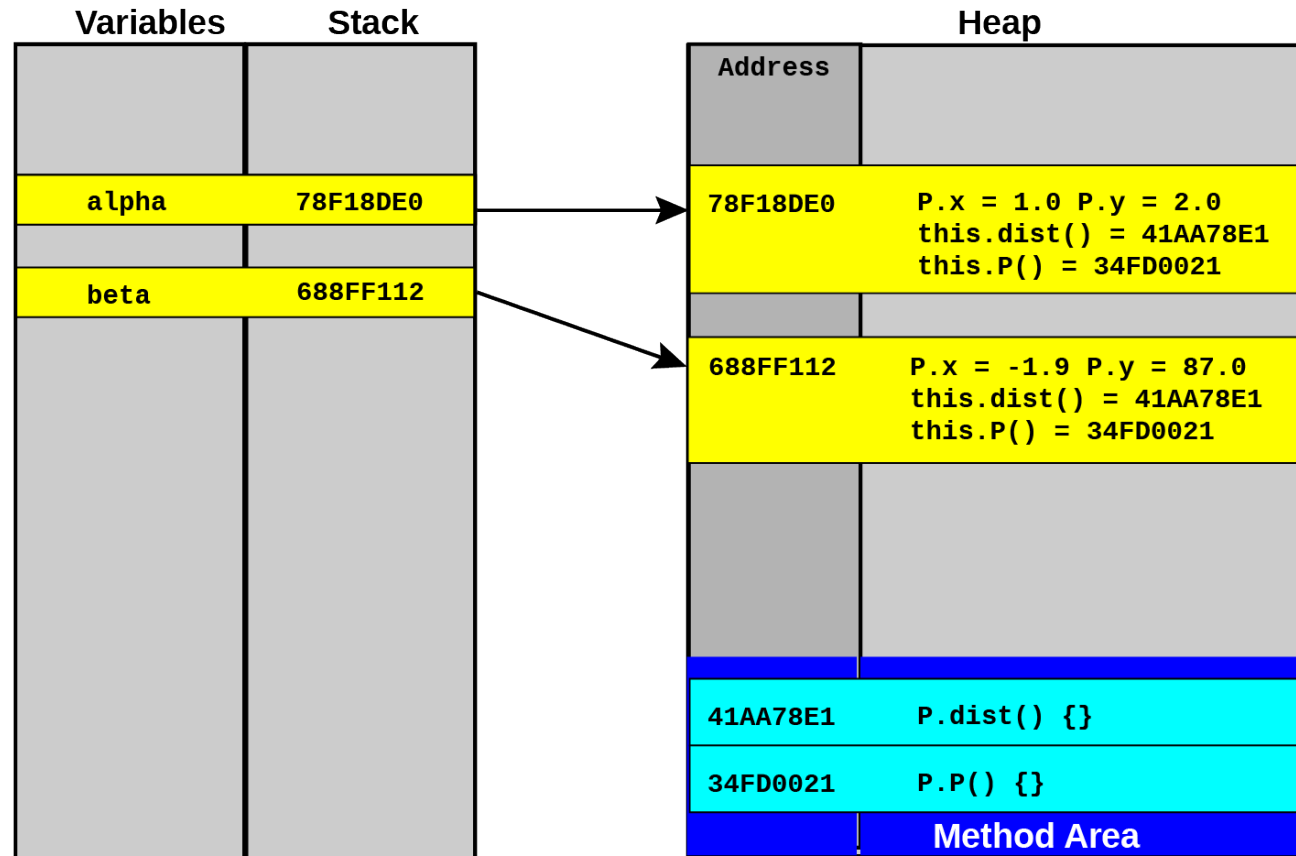 Variables Stack Heap
Address
alpha 78F18DE0
beta 688FF112
78F18DE0 P.x = 1.0 P.y = 2.0
this.dist() = 41AA78E1
this.P() = 34FD0021
688FF112 P.x = -1.9 P.y = 87.0
this.dist() = 41AA78E1
this.P() = 34FD0021
41AA78E1 P.dist() {}
34FD0021 P.P() {}
Method Area